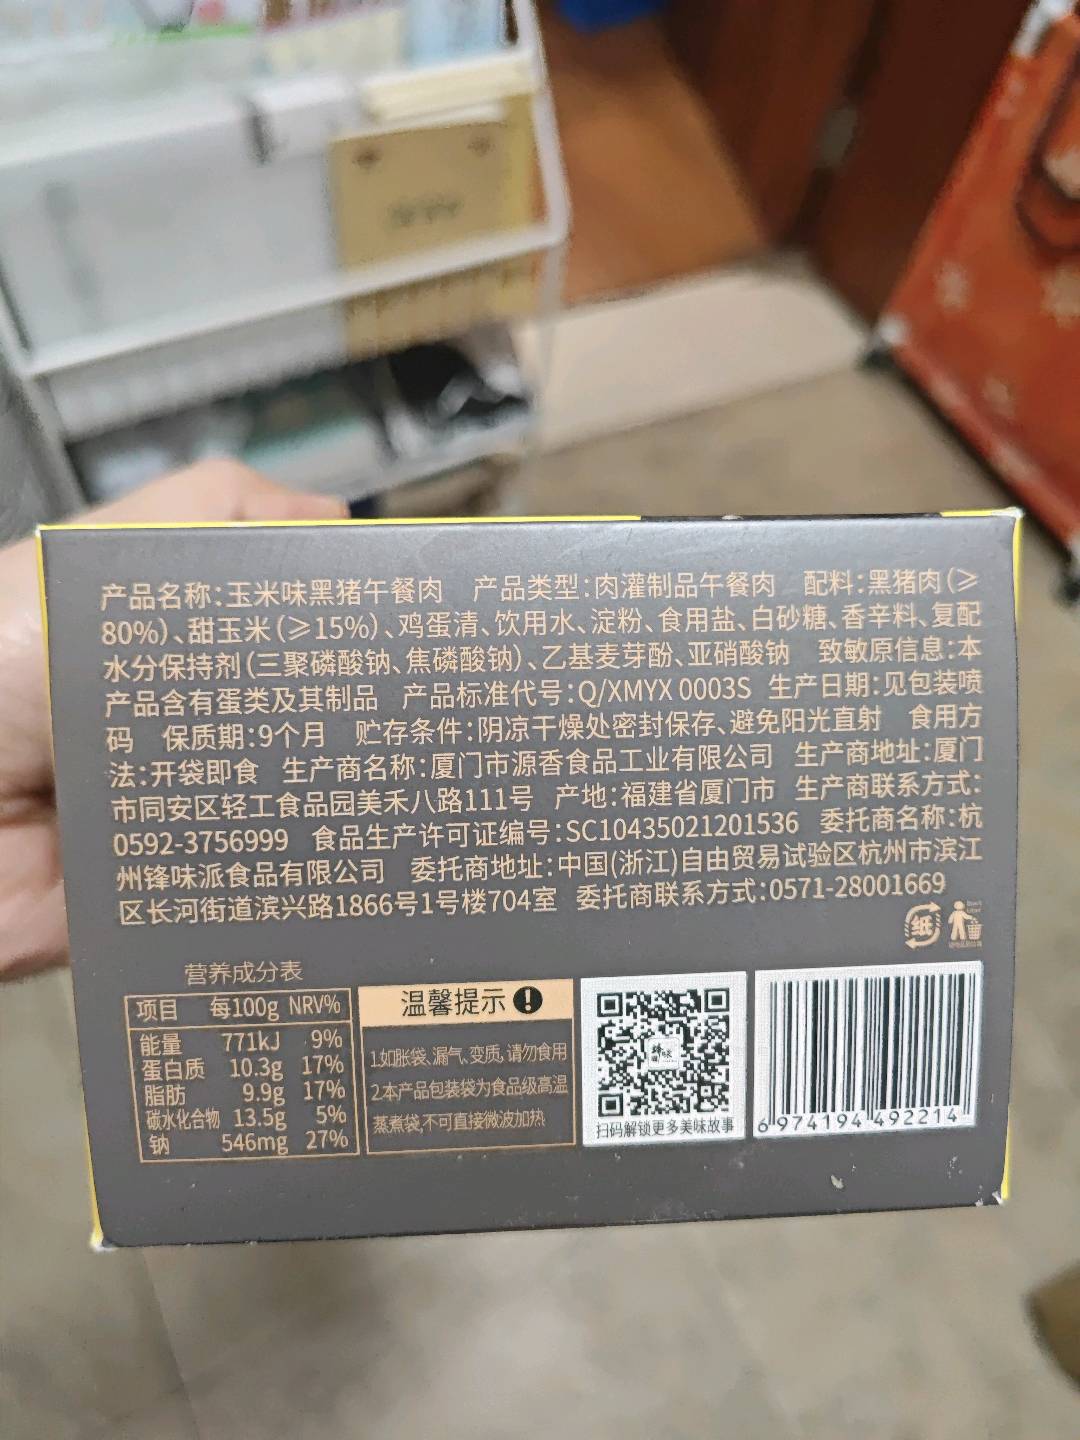 产品名称:玉米味黑猪午餐肉 产品类型:肉灌制品午餐肉 配料:黑猪肉(≥
80%)、甜玉米(≥15%)、鸡蛋清、饮用水、淀粉、食用盐、白砂糖、香辛料、复配
水分保持剂(三聚磷酸钠、焦磷酸钠)、乙基麦芽酚、亚硝酸钠 致敏原信息:本
产品含有蛋类及其制品 产品标准代号:Q/XMYX 0003S 生产日期:见包装喷
码 保质期:9个月 贮存条件:阴凉干燥处密封保存、避免阳光直射 食用方
法:开袋即食 生产商名称:厦门市源香食品工业有限公司 生产商地址:厦门
市同安区轻工食品园美禾八路111号 产地:福建省厦门市 生产商联系方式:
0592-3756999 食品生产许可证编号:SC10435021201536 委托商名称:杭
州锋味派食品有限公司 委托商地址:中国(浙江)自由贸易试验区杭州市滨江
区长河街道滨兴路1866号1号楼704室 委托商联系方式:0571-28001669
纸
营养成分表
项目 每100g NRV%
能量 771kJ 9%
蛋白质 10.3g 17%
脂肪 9.9g 17%
碳水化合物 13.5g 5%
钠 546mg 27%
温馨提示
1.如胀袋、漏气、变质,请勿食用
2.本产品包装袋为食品级高温
蒸煮袋,不可直接微波加热
扫码解锁更多美味故事
6 974194 492214